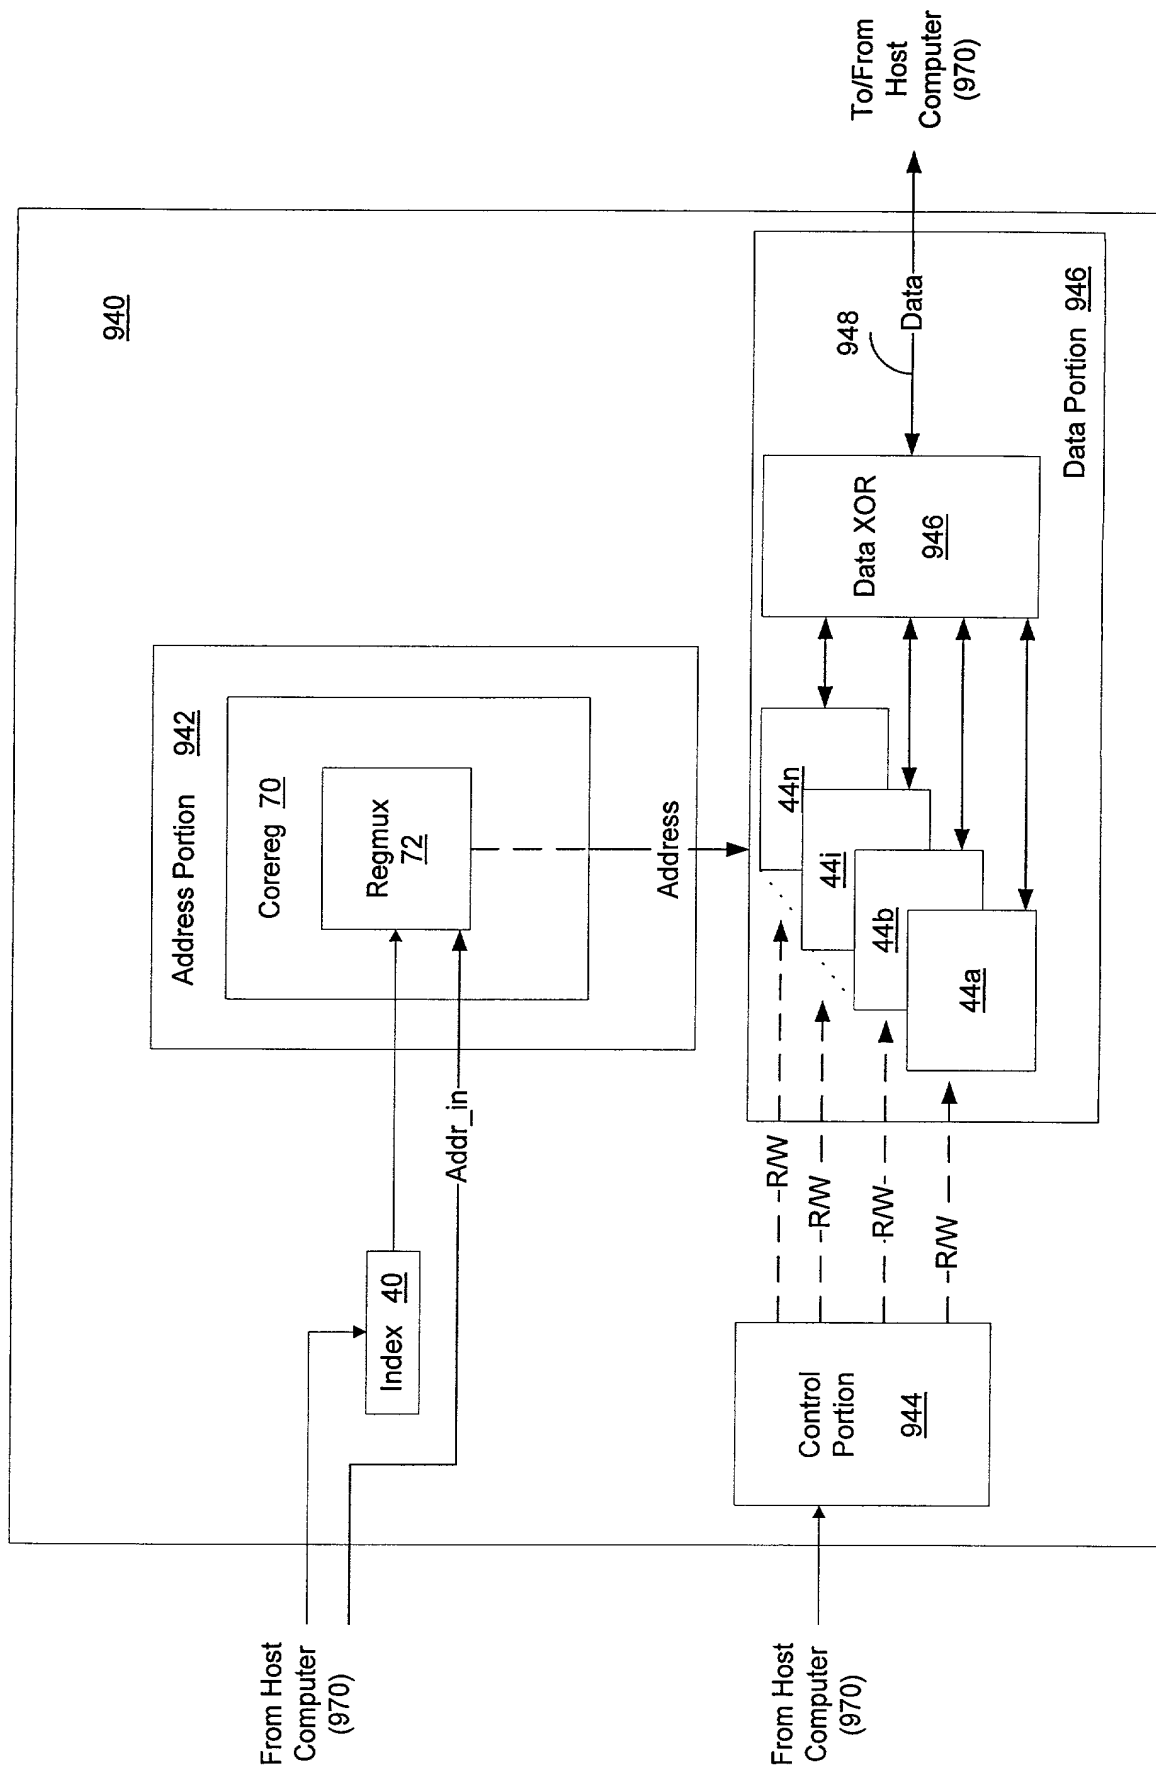 940
From Host
Computer
(970)
Index 40
Addr_in
Address Portion 942
Corereg 70
Regmux
72
Address
From Host
Computer
(970)
Control
Portion
944
R/W
R/W
R/W
R/W
44n
44i
44b
44a
Data XOR
946
948
Data
Data Portion 946
To/From
Host
Computer
(970)